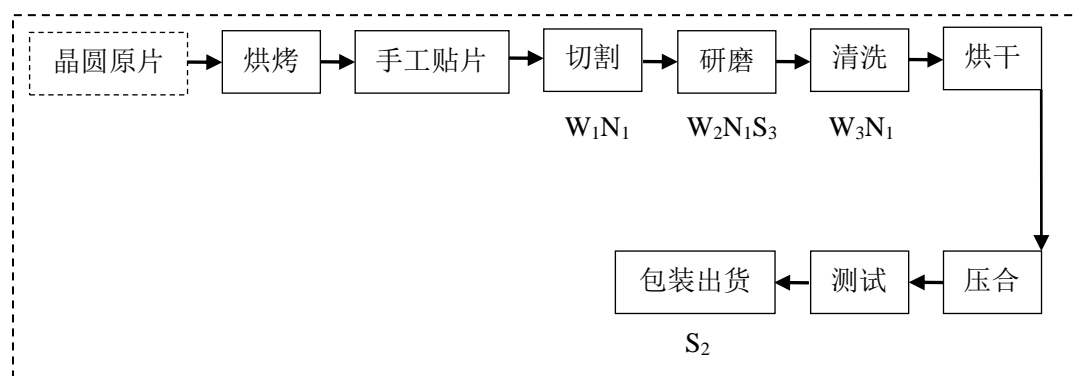 晶圆原片 烘烤 手工贴片 切割 研磨 清洗 烘干
W₁N₁ W₂N₁S₃ W₃N₁
包装出货 测试 压合
S₂